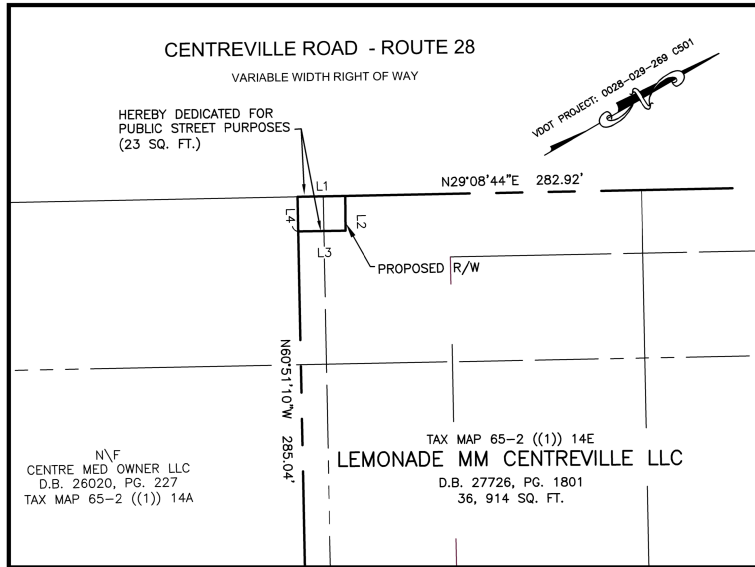 CENTREVILLE ROAD - ROUTE 28
VARIABLE WIDTH RIGHT OF WAY
VDOT PROJECT: 0028-029-269 C501
HEREBY DEDICATED FOR
PUBLIC STREET PURPOSES
(23 SQ. FT.)
N29°08'44"E 282.92'
L1
L4
L2
L3
PROPOSED R/W
N60°51'10"W 285.04'
N\F
CENTRE MED OWNER LLC
D.B. 26020, PG. 227
TAX MAP 65-2 ((1)) 14A
TAX MAP 65-2 ((1)) 14E
LEMONADE MM CENTREVILLE LLC
D.B. 27726, PG. 1801
36, 914 SQ. FT.